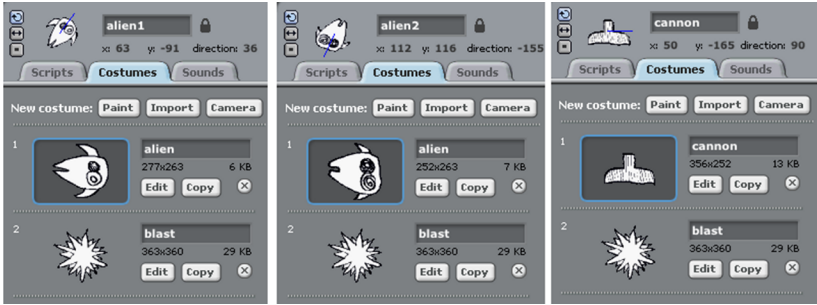 alien1
x: 63 y: -91 direction: 36
Scripts Costumes Sounds
New costume: Paint Import Camera
1
alien
277x263 6 KB
Edit Copy
2
blast
363x360 29 KB
Edit Copy
alien2
x: 112 y: 116 direction: -155
Scripts Costumes Sounds
New costume: Paint Import Camera
1
alien
252x263 7 KB
Edit Copy
2
blast
363x360 29 KB
Edit Copy
cannon
x: 50 y: -165 direction: 90
Scripts Costumes Sounds
New costume: Paint Import Camera
1
cannon
356x252 13 KB
Edit Copy
2
blast
363x360 29 KB
Edit Copy